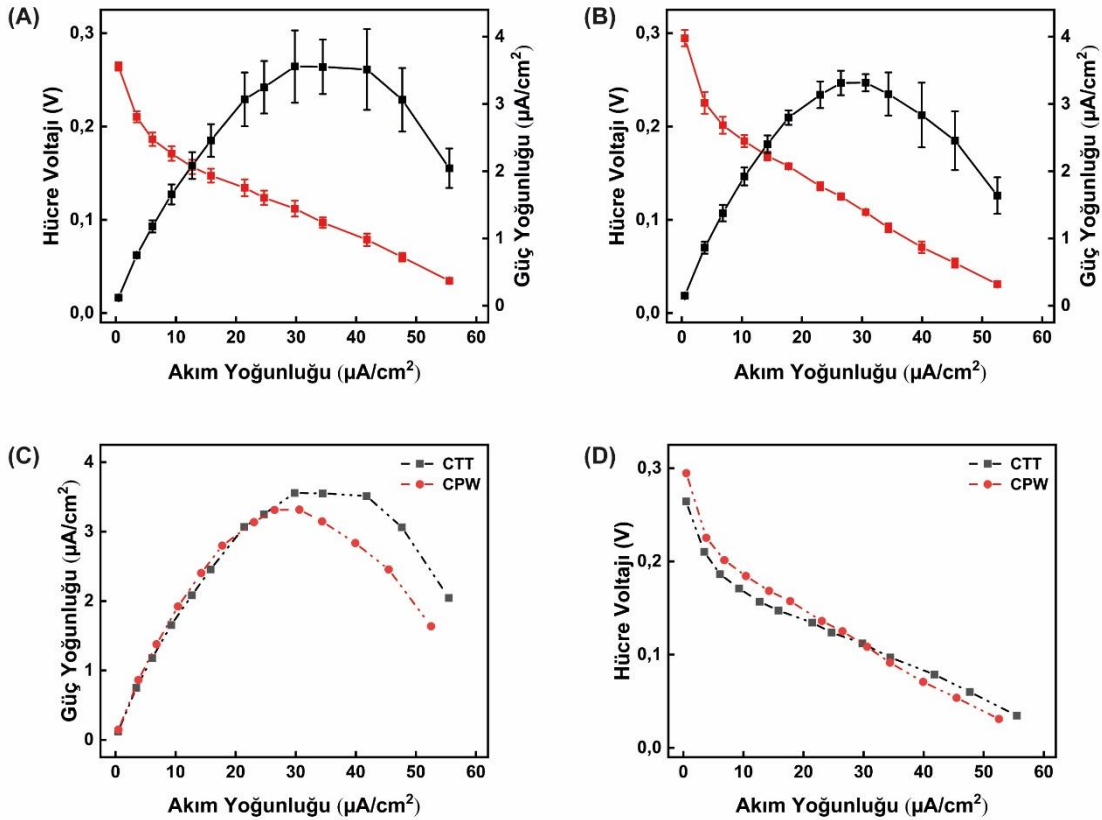 (A)
0,3
0,2
0,1
0,0
Hücre Voltajı (V)
4
3
2
1
0
Güç Yoğunluğu (µA/cm²)
0 10 20 30 40 50 60
Akım Yoğunluğu (µA/cm²)
(B)
0,3
0,2
0,1
0,0
Hücre Voltajı (V)
4
3
2
1
0
Güç Yoğunluğu (µA/cm²)
0 10 20 30 40 50 60
Akım Yoğunluğu (µA/cm²)
(C)
4
3
2
1
0
Güç Yoğunluğu (µA/cm²)
CTT
CPW
0 10 20 30 40 50 60
Akım Yoğunluğu (µA/cm²)
(D)
0,3
0,2
0,1
0,0
Hücre Voltajı (V)
CTT
CPW
0 10 20 30 40 50 60
Akım Yoğunluğu (µA/cm²)